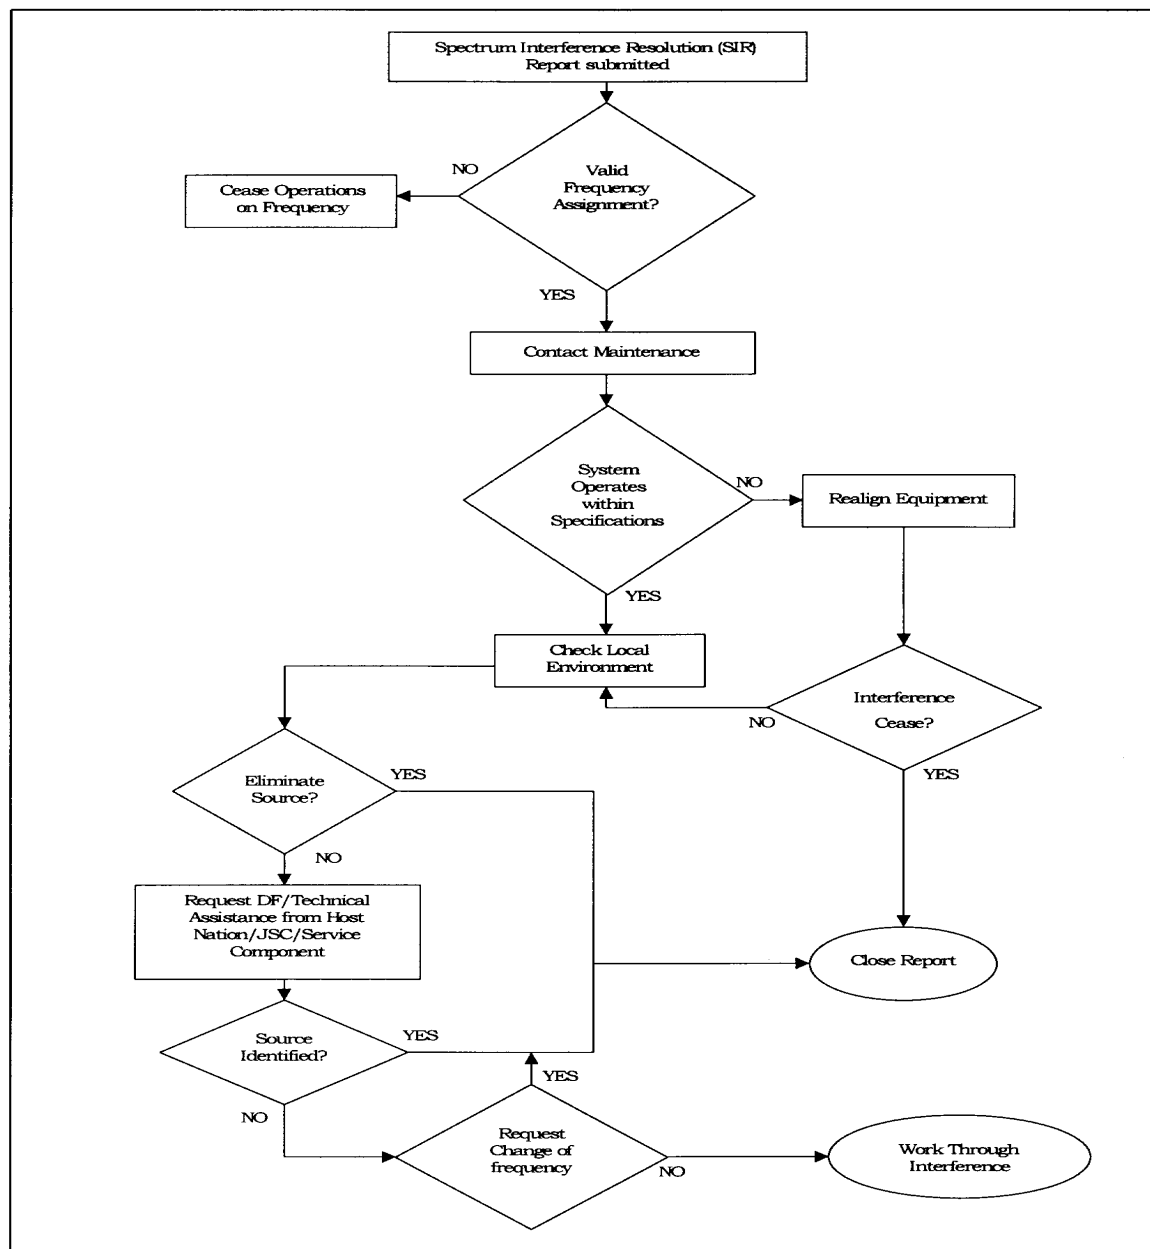 Spectrum Interference Resolution (SIR)
Report submitted
NO
Valid
Frequency
Assignment?
Cease Operations
on Frequency
YES
Contact Maintenance
System
Operates
within
Specifications
NO
Realign Equipment
YES
Check Local
Environment
Interference
Cease?
NO
YES
Eliminate
Source?
YES
NO
Request DF/Technical
Assistance from Host
Nation/JSC/Service
Component
Close Report
Source
Identified?
YES
YES
NO
Request
Change of
frequency
NO
Work Through
Interference